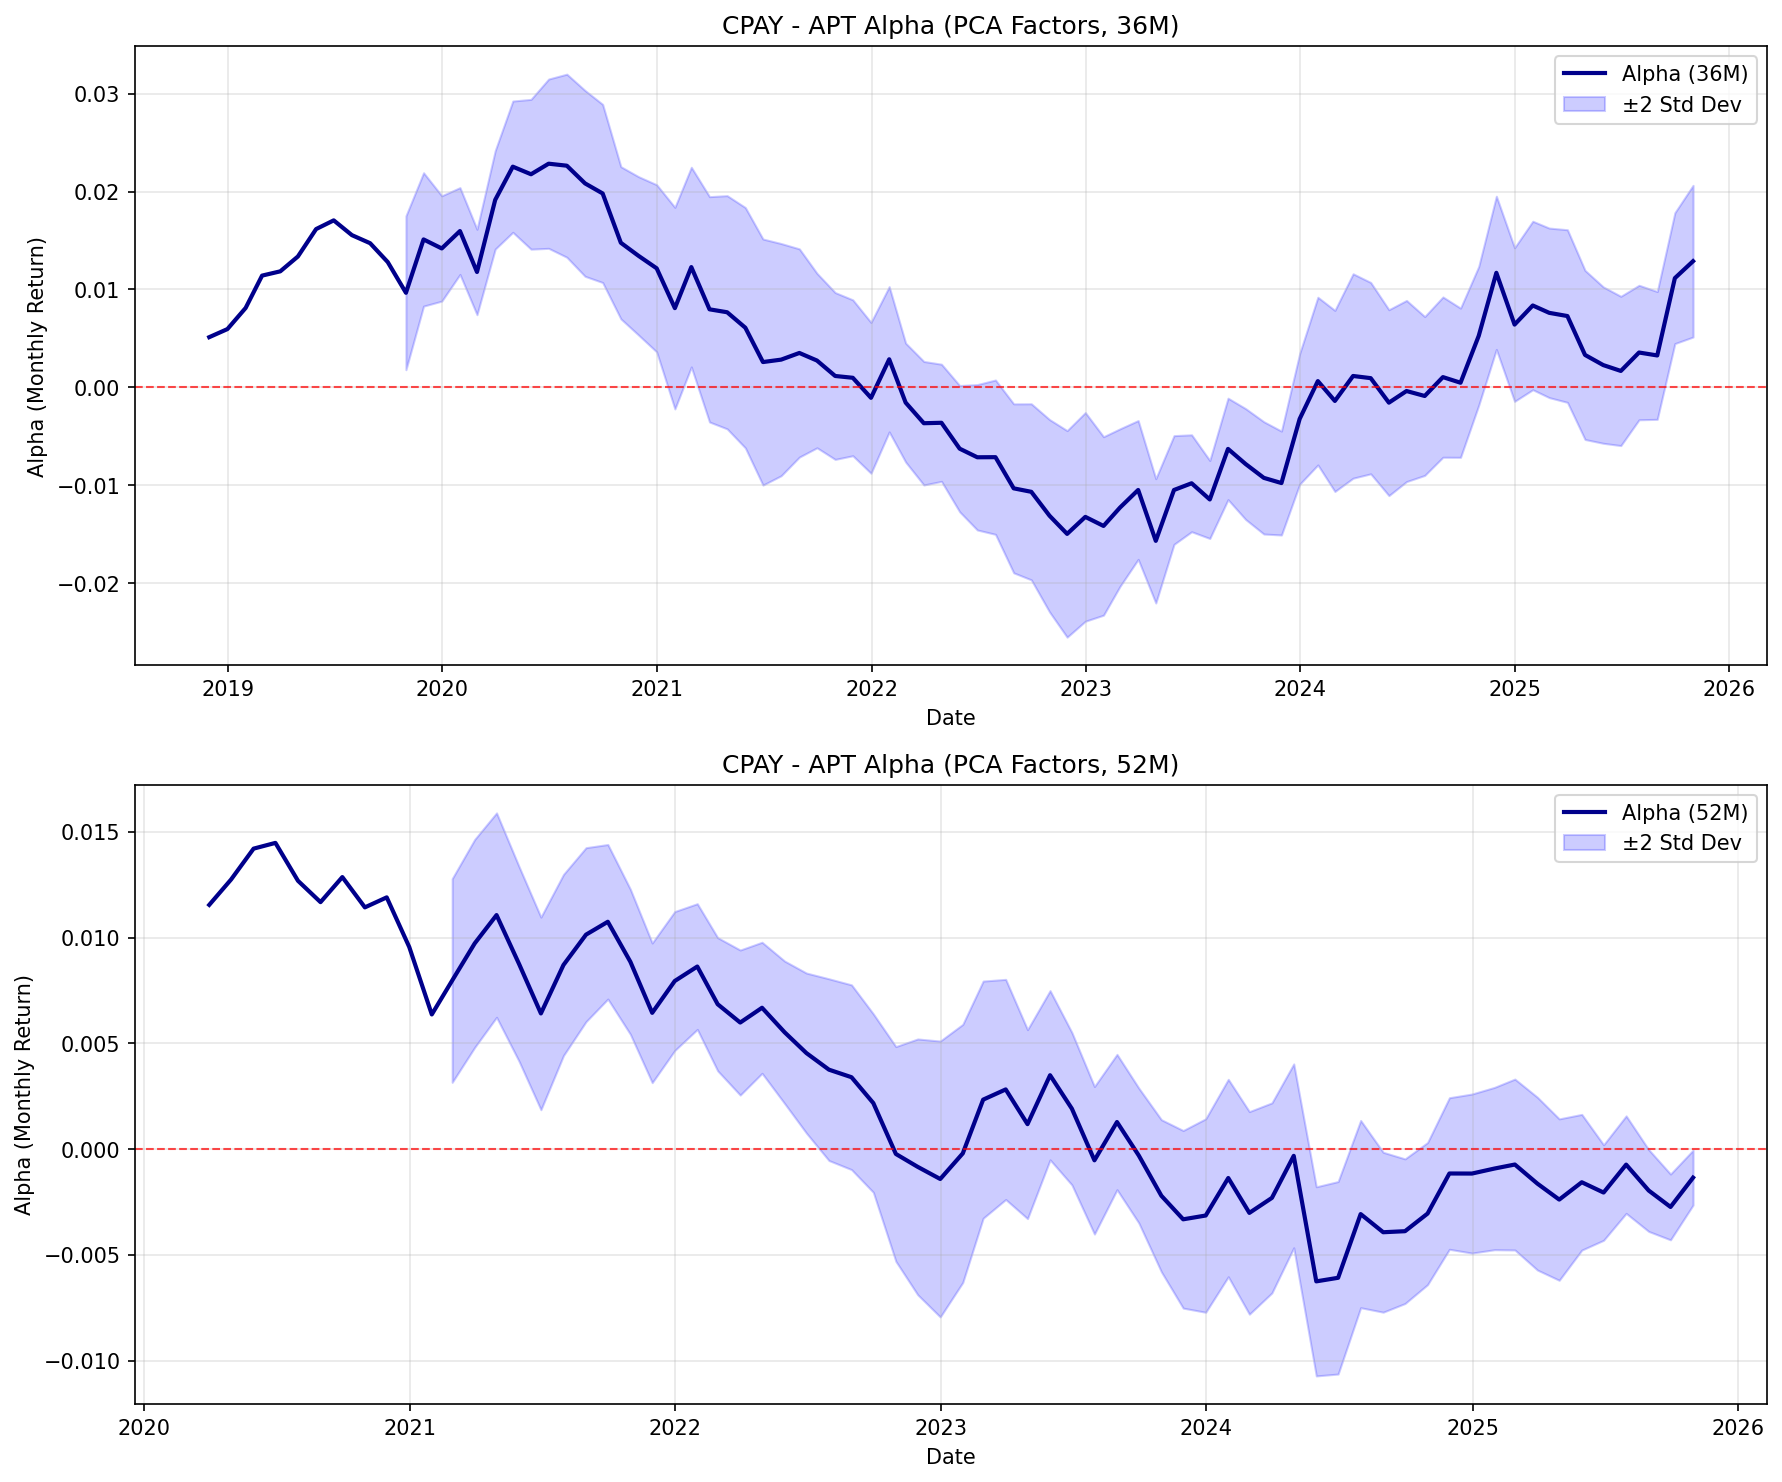 CPAY - APT Alpha (PCA Factors, 36M)
Alpha (Monthly Return)
0.03
0.02
0.01
0.00
−0.01
−0.02
Alpha (36M)
±2 Std Dev
2019 2020 2021 2022 2023 2024 2025 2026
Date
CPAY - APT Alpha (PCA Factors, 52M)
Alpha (Monthly Return)
0.015
0.010
0.005
0.000
−0.005
−0.010
Alpha (52M)
±2 Std Dev
2020 2021 2022 2023 2024 2025 2026
Date